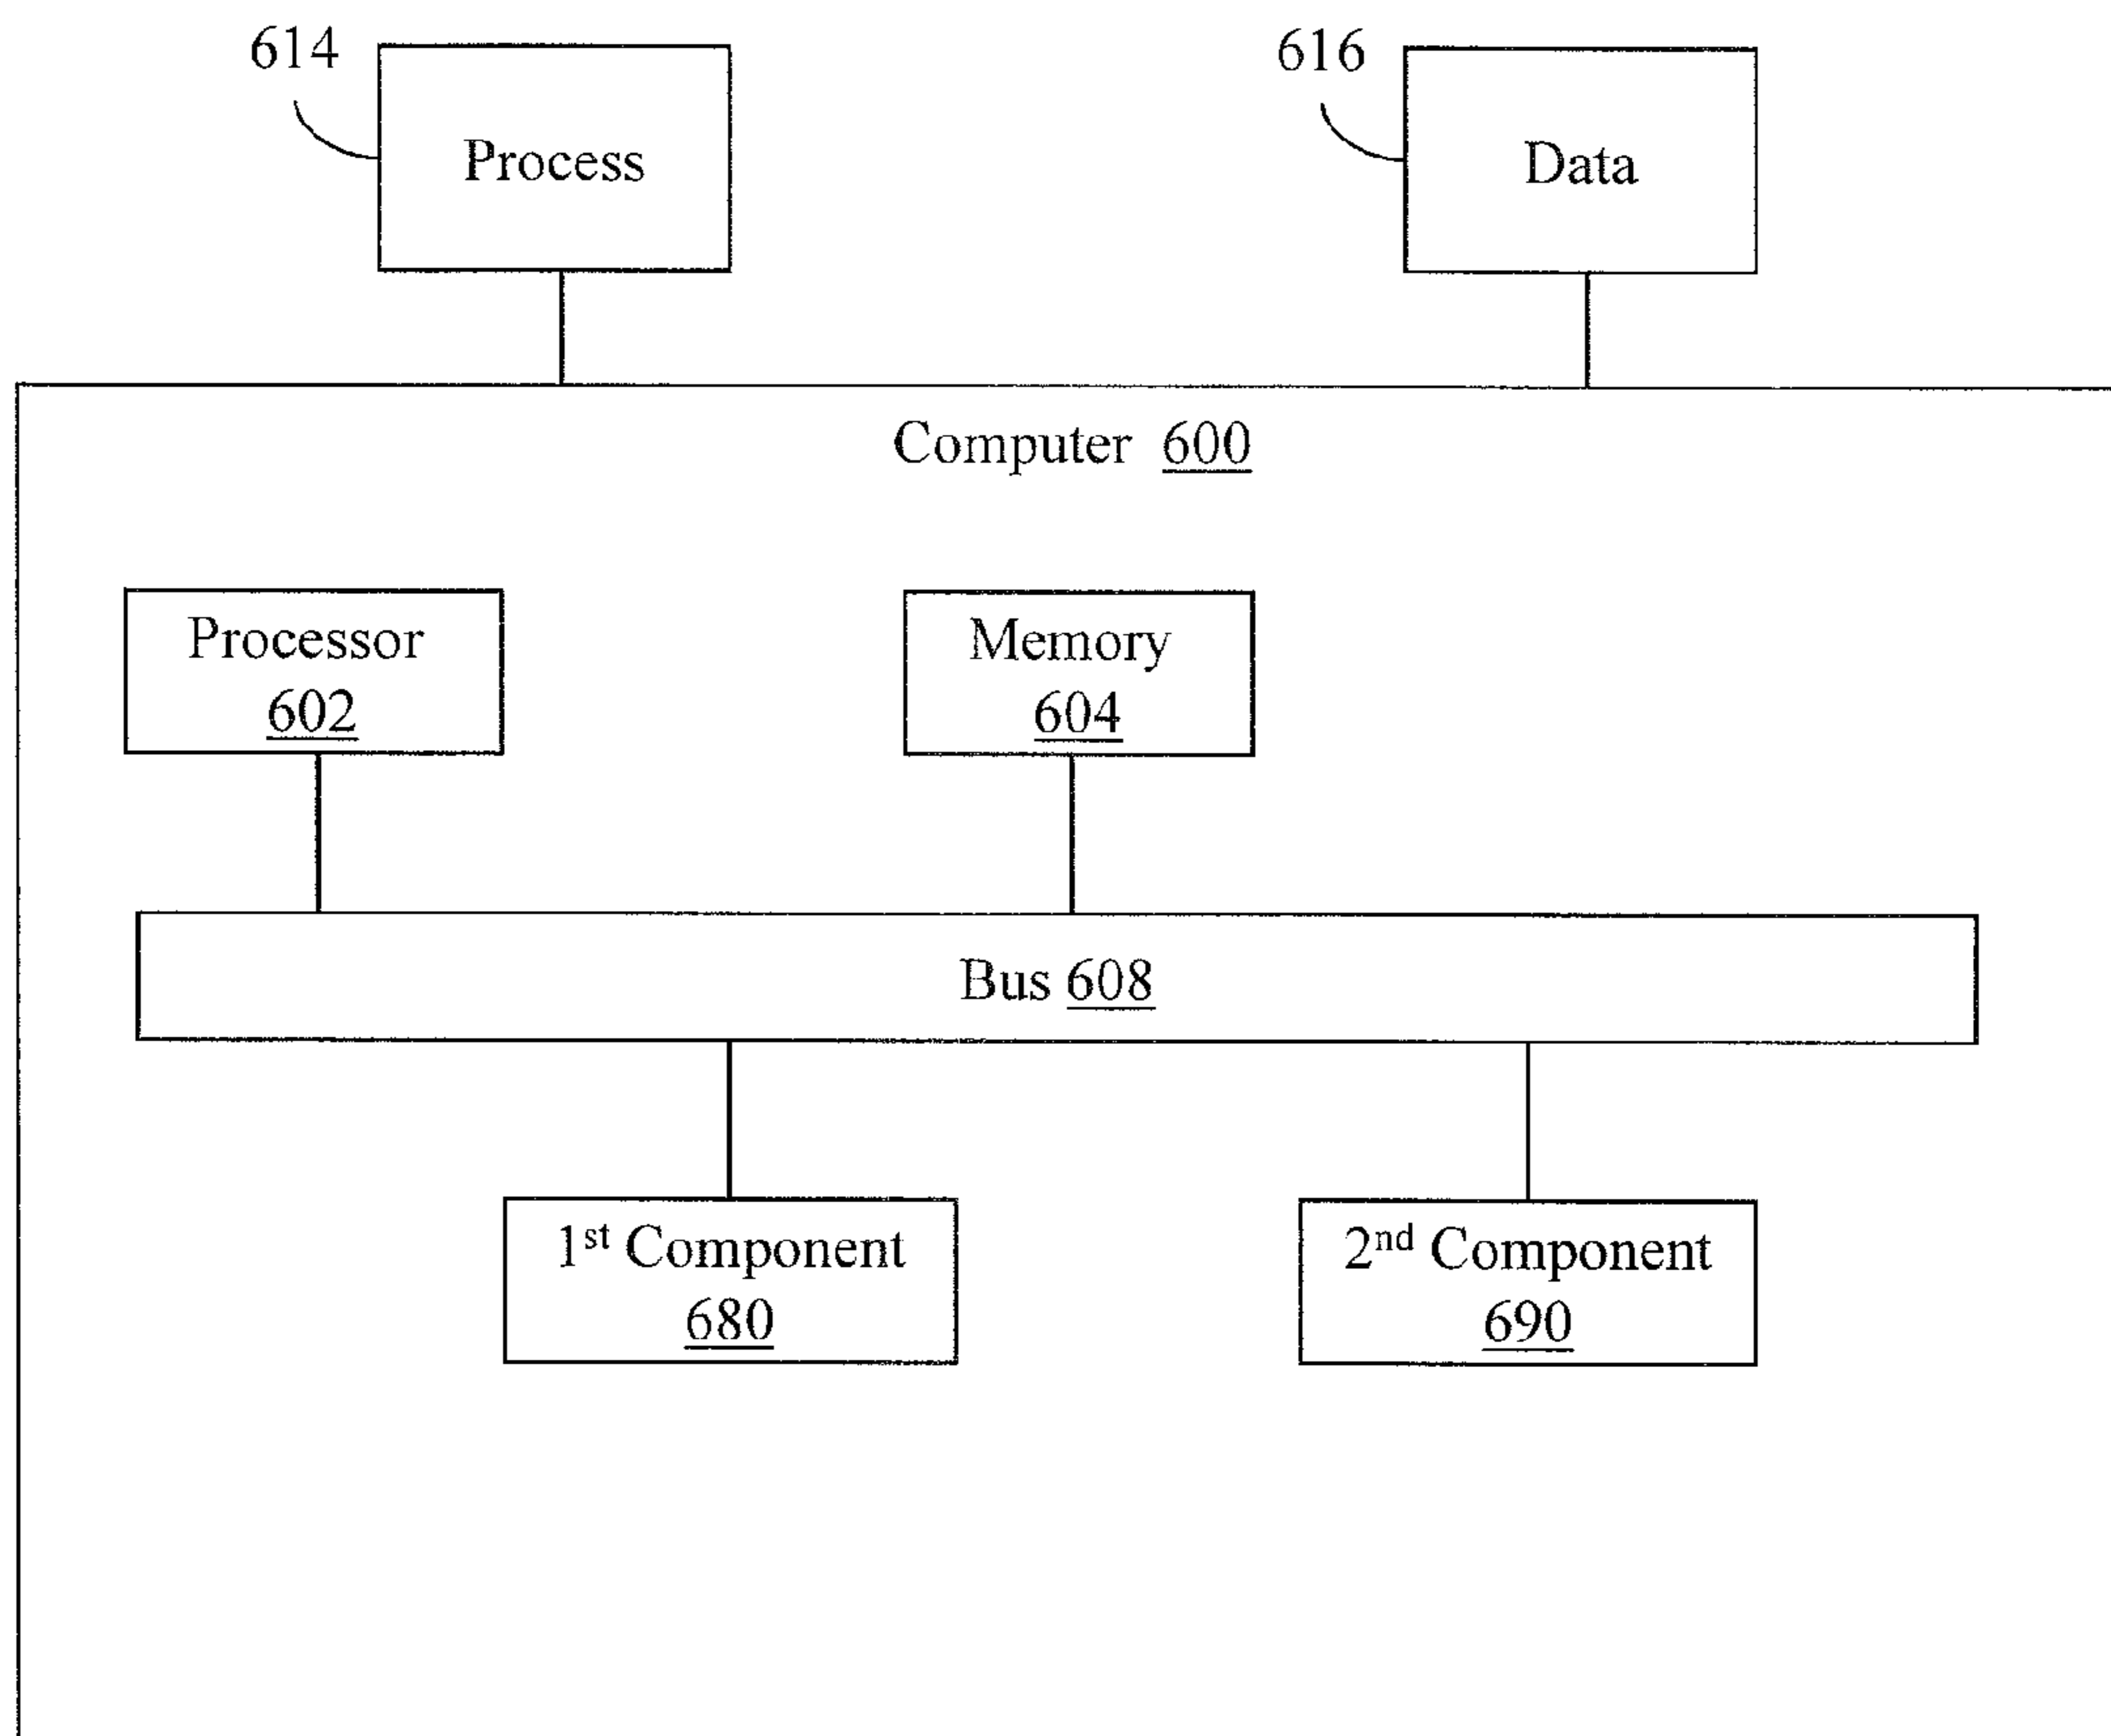 614
616
Process
Data
Computer 600
Processor
602
Memory
604
Bus 608
1st Component
680
2nd Component
690